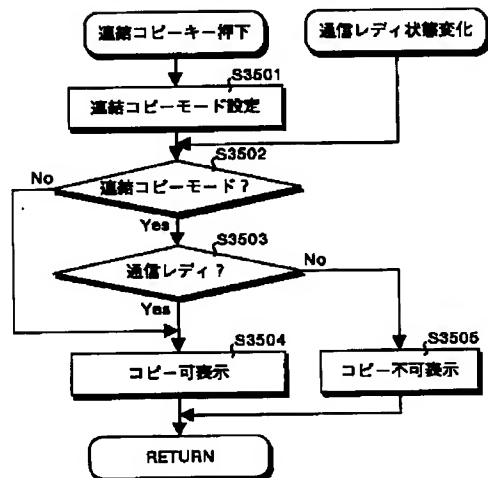 連結コピーキー押下
通信レディ状態変化
S3501
連結コピーモード設定
S3502
No
連結コピーモード?
Yes
S3503
通信レディ?
No
Yes
S3504
コピー可表示
S3505
コピー不可表示
RETURN